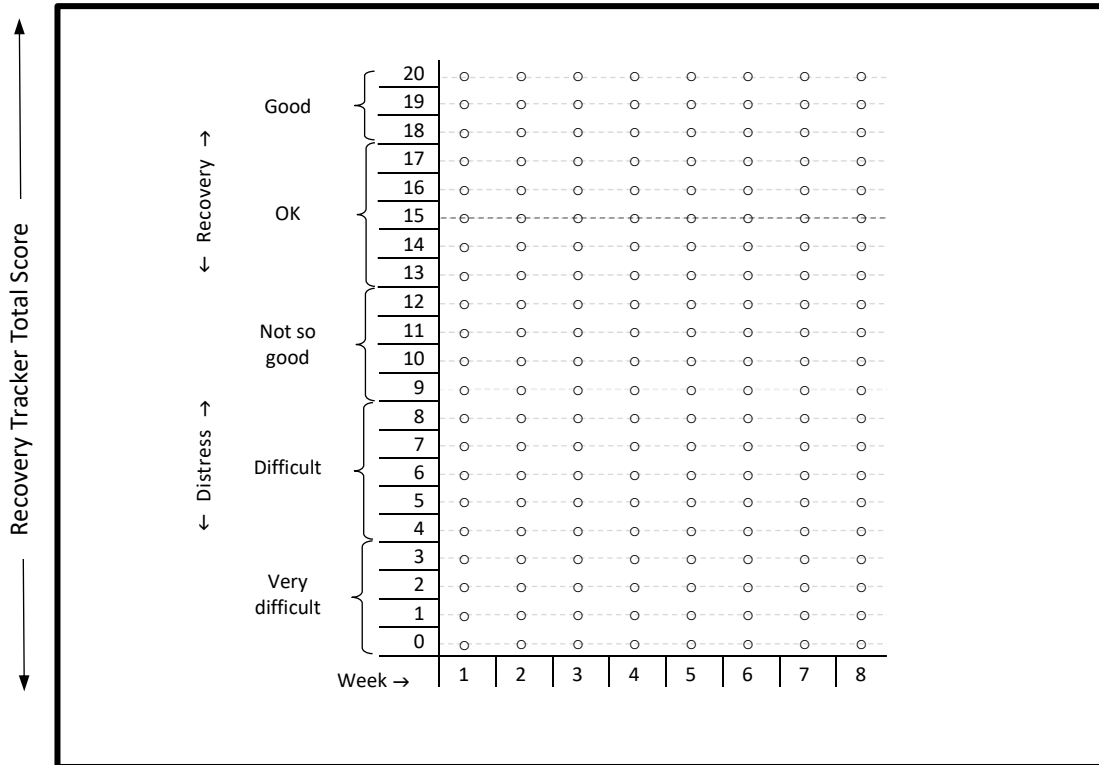 Recovery Tracker Total Score
← Distress →
← Recovery →
Good
OK
Not so
good
Difficult
Very
difficult
20
19
18
17
16
15
14
13
12
11
10
9
8
7
6
5
4
3
2
1
0
Week → 1 2 3 4 5 6 7 8